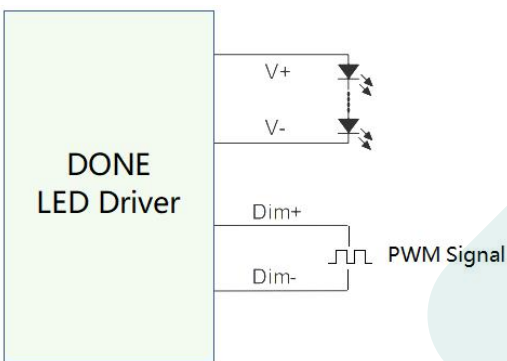 V+
V-
DONE
LED Driver
Dim+
PWM Signal
Dim-